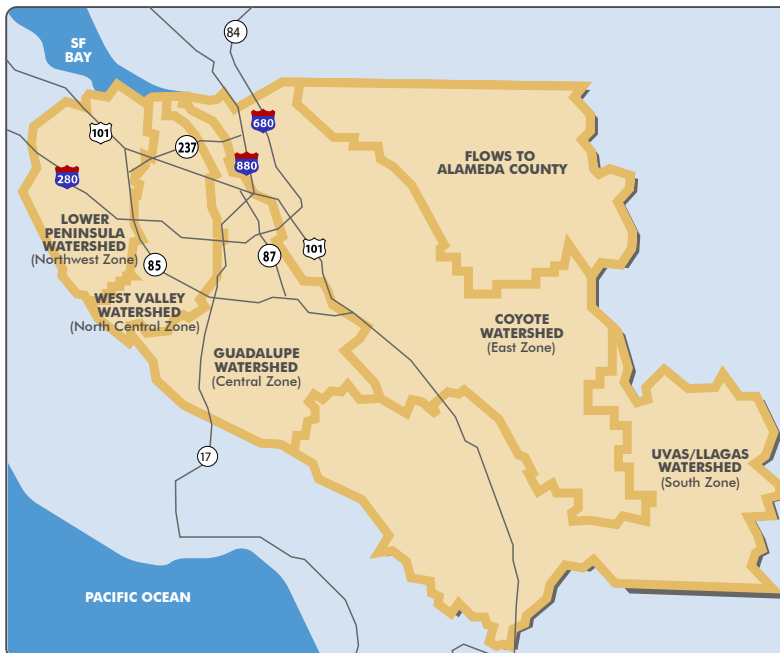 84
SF
BAY
680
101
237
880
FLOWS TO
ALAMEDA COUNTY
280
LOWER
PENINSULA
WATERSHED
(Northwest Zone)
101
87
85
WEST VALLEY
WATERSHED
(North Central Zone)
COYOTE
WATERSHED
(East Zone)
GUADALUPE
WATERSHED
(Central Zone)
17
UVAS/LLAGAS
WATERSHED
(South Zone)
PACIFIC OCEAN